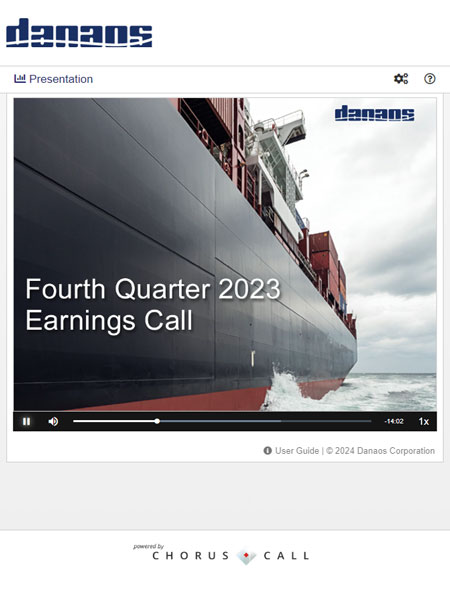 danaos
Presentation
danaos
Fourth Quarter 2023
Earnings Call
-14:02 1x
User Guide | © 2024 Danaos Corporation
powered by
CHORUS CALL